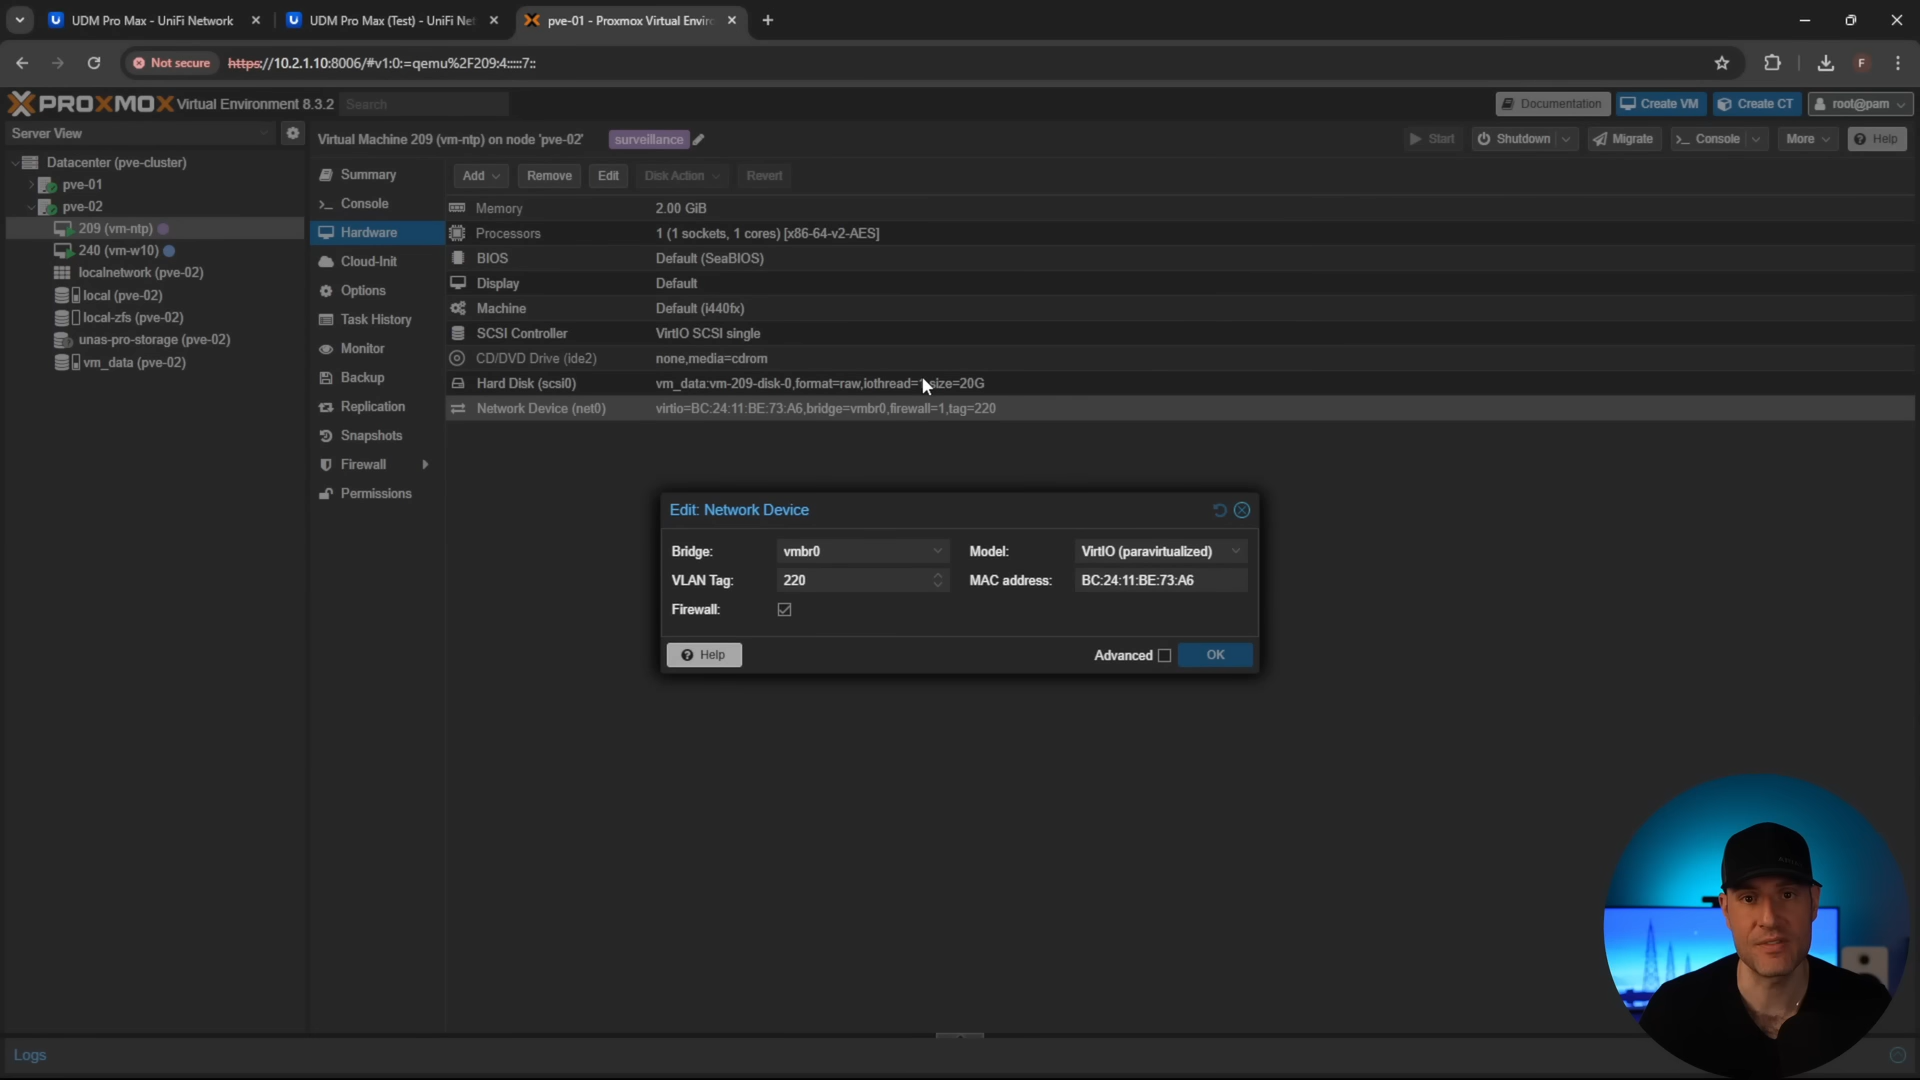 UDM Pro Max - UniFi Network
UDM Pro Max (Test) - UniFi Ne
pve-01 - Proxmox Virtual Enviro
Not secure
https://10.2.1.10:8006/#v1:0:=qemu%2F209:4:::::7::
F
PROXMOX Virtual Environment 8.3.2
Search
Documentation
Create VM
Create CT
root@pam
Server View
Virtual Machine 209 (vm-ntp) on node 'pve-02'
surveillance
Start
Shutdown
Migrate
Console
More
Help
Datacenter (pve-cluster)
pve-01
pve-02
209 (vm-ntp)
240 (vm-w10)
localnetwork (pve-02)
local (pve-02)
local-zfs (pve-02)
unas-pro-storage (pve-02)
vm_data (pve-02)
Summary
Console
Hardware
Cloud-Init
Options
Task History
Monitor
Backup
Replication
Snapshots
Firewall
Permissions
Add
Remove
Edit
Disk Action
Revert
Memory 2.00 GiB
Processors 1 (1 sockets, 1 cores) [x86-64-v2-AES]
BIOS Default (SeaBIOS)
Display Default
Machine Default (i440fx)
SCSI Controller VirtIO SCSI single
CD/DVD Drive (ide2) none,media=cdrom
Hard Disk (scsi0) vm_data:vm-209-disk-0,format=raw,iothread=1,size=20G
Network Device (net0) virtio=BC:24:11:BE:73:A6,bridge=vmbr0,firewall=1,tag=220
Edit: Network Device
Bridge: vmbr0
Model: VirtIO (paravirtualized)
VLAN Tag: 220
MAC address: BC:24:11:BE:73:A6
Firewall:
Help
Advanced
OK
Logs